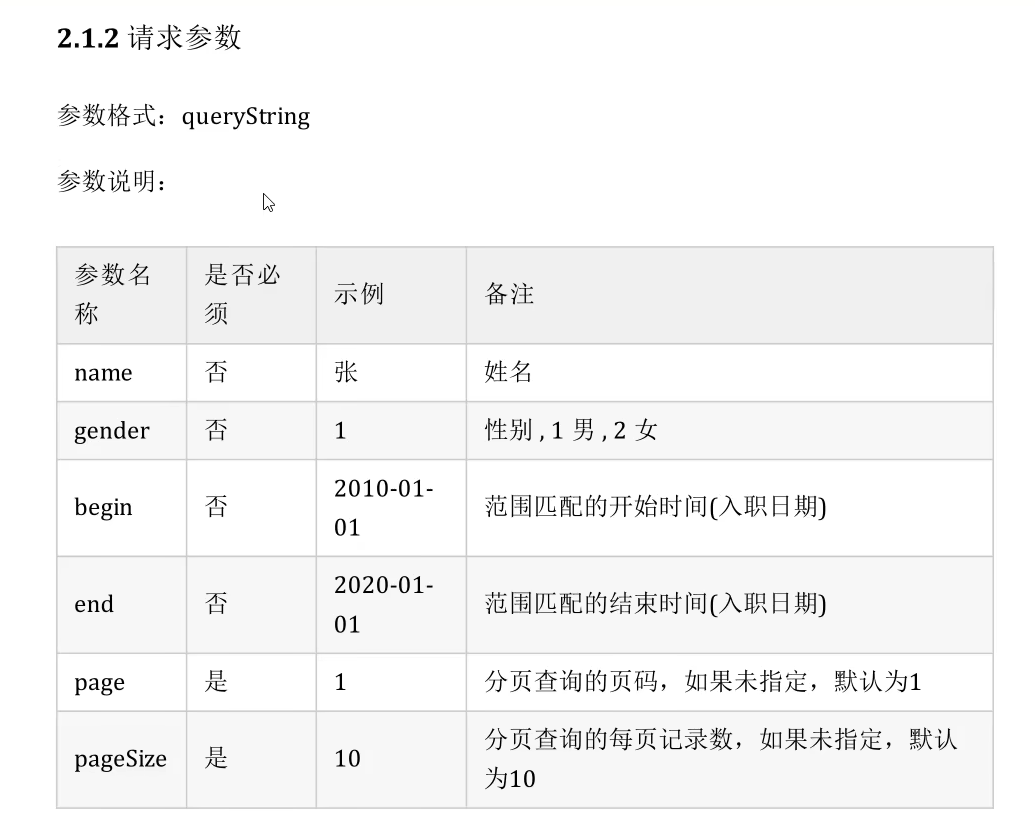 2.1.2 请求参数
参数格式：queryString
参数说明：
参数名称 是否必须 示例 备注
name 否 张 姓名
gender 否 1 性别 , 1 男 , 2 女
begin 否 2010-01-01 范围匹配的开始时间(入职日期)
end 否 2020-01-01 范围匹配的结束时间(入职日期)
page 是 1 分页查询的页码，如果未指定，默认为1
pageSize 是 10 分页查询的每页记录数，如果未指定，默认为10